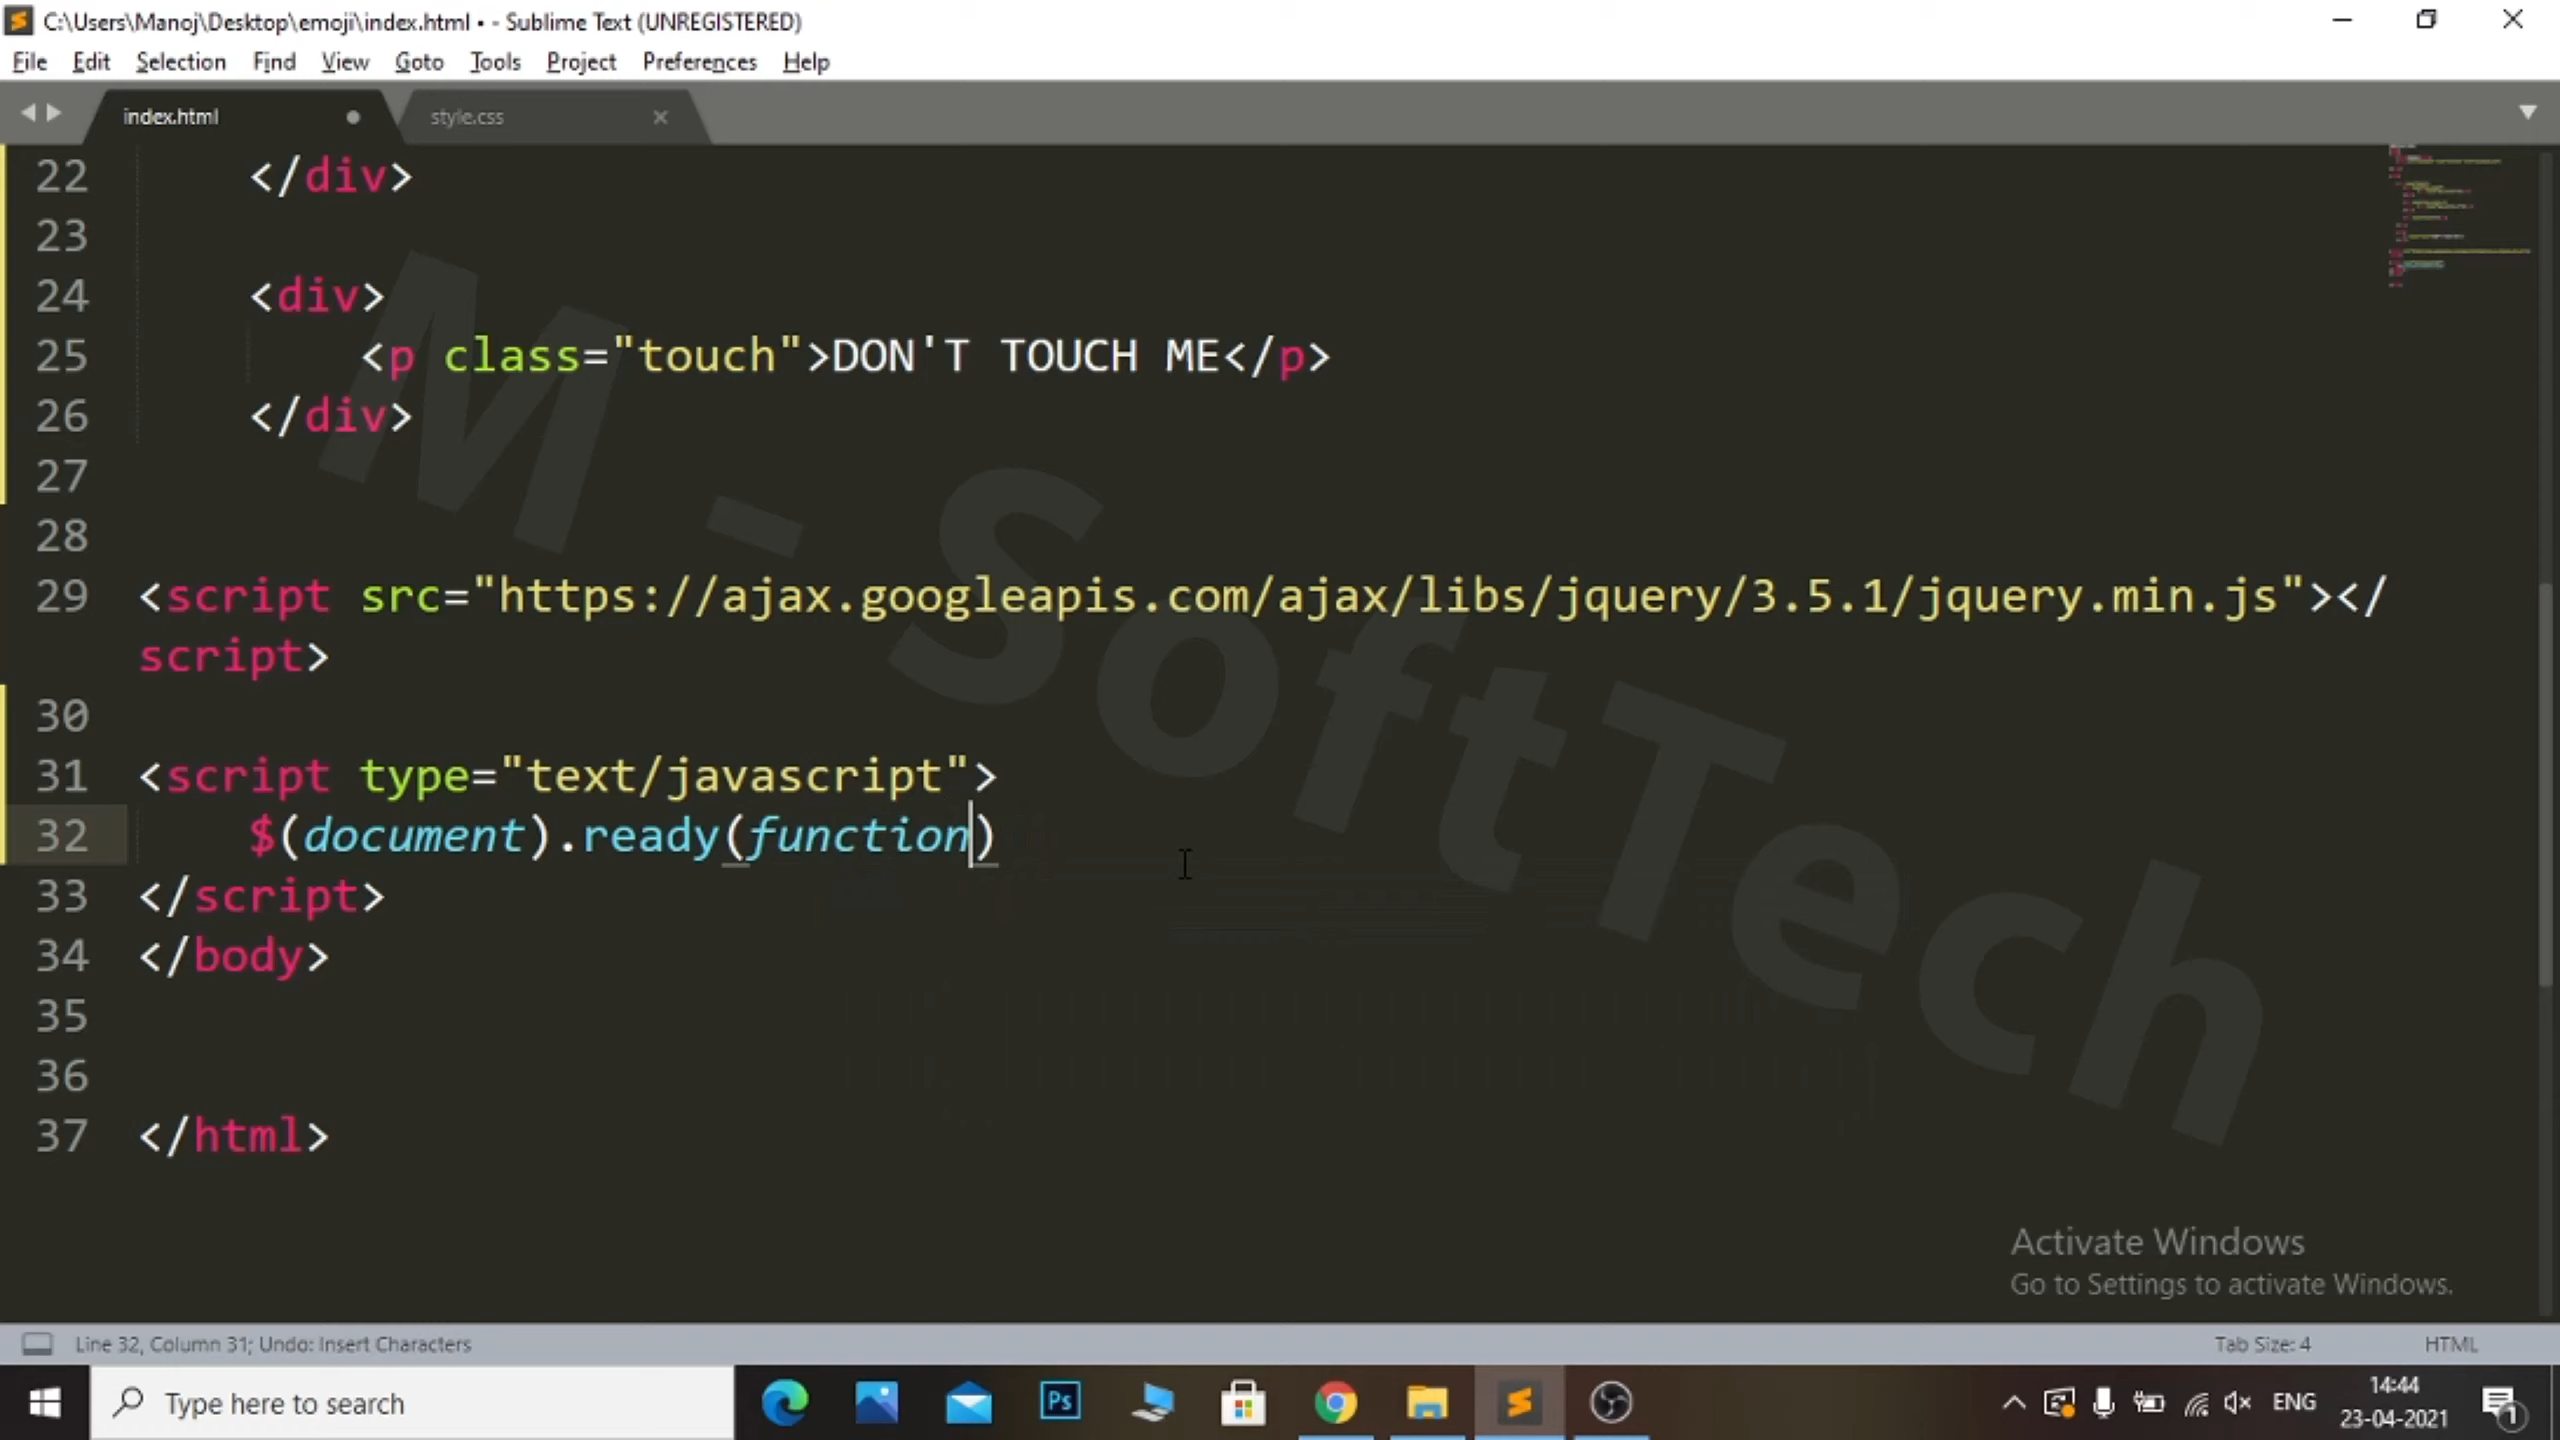 C:\Users\Manoj\Desktop\emoji\index.html • - Sublime Text (UNREGISTERED)
File Edit Selection Find View Goto Tools Project Preferences Help
index.html style.css
22 </div>
23
24 <div>
25 <p class="touch">DON'T TOUCH ME</p>
26 </div>
27
28
29 <script src="https://ajax.googleapis.com/ajax/libs/jquery/3.5.1/jquery.min.js"></
script>
30
31 <script type="text/javascript">
32 $(document).ready(function)
33 </script>
34 </body>
35
36
37 </html>
M - SoftTech
Activate Windows
Go to Settings to activate Windows.
Line 32, Column 31; Undo: Insert Characters Tab Size: 4 HTML
Type here to search Ps ENG 14:44
23-04-2021 1